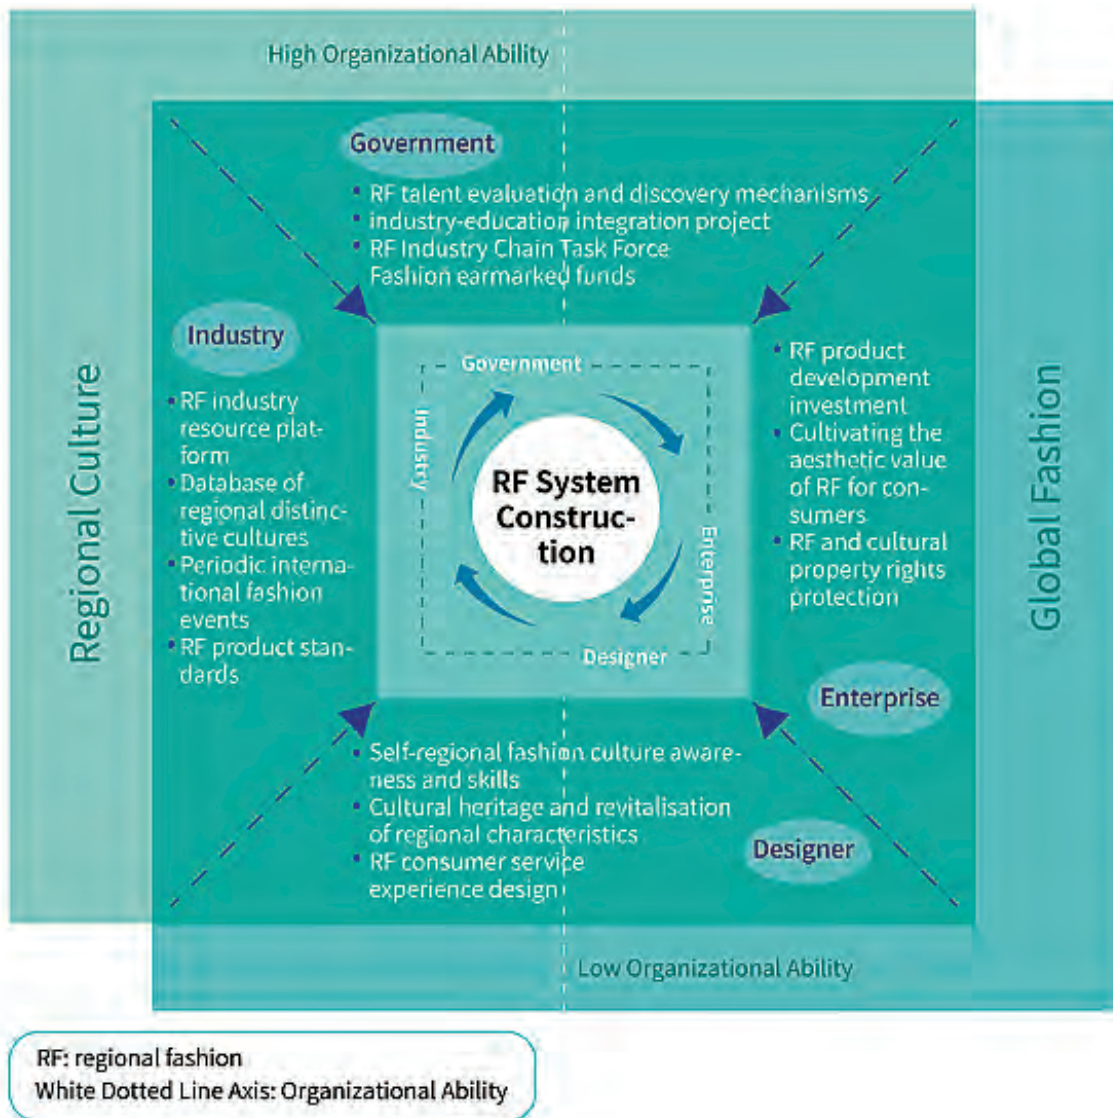 High Organizational Ability
Government
• RF talent evaluation and discovery mechanisms
• industry-education integration project
• RF Industry Chain Task Force
Fashion earmarked funds
Industry
• RF industry
resource plat-
form
• Database of
regional distinc-
tive cultures
• Periodic interna-
tional fashion
events
• RF product stan-
dards
Regional Culture
Government
Industry
RF System
Construc-
tion
Enterprise
Designer
• RF product
development
investment
• Cultivating the
aesthetic value
of RF for con-
sumers
• RF and cultural
property rights
protection
Enterprise
Global Fashion
• Self-regional fashion culture aware-
ness and skills
• Cultural heritage and revitalisation
of regional characteristics
• RF consumer service
experience design
Designer
Low Organizational Ability
RF: regional fashion
White Dotted Line Axis: Organizational Ability